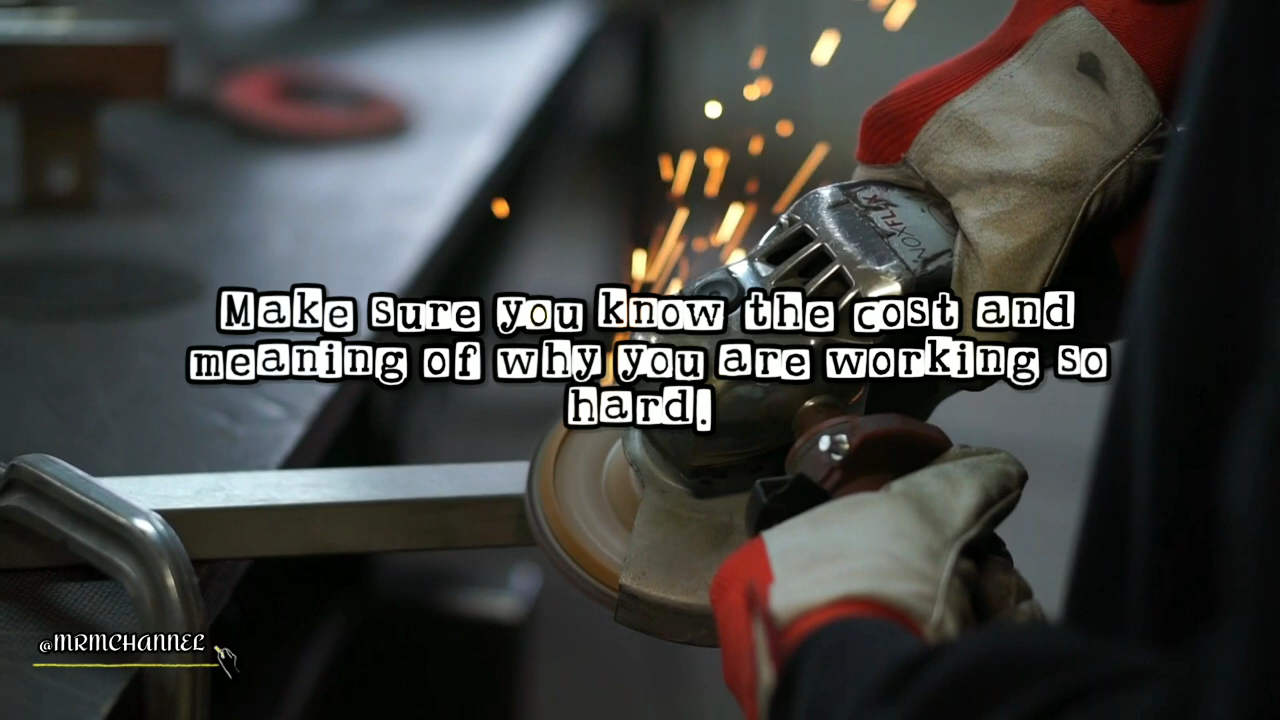 Make sure you know the cost and
meaning of why you are working so
hard.
@MRMCHANNEL